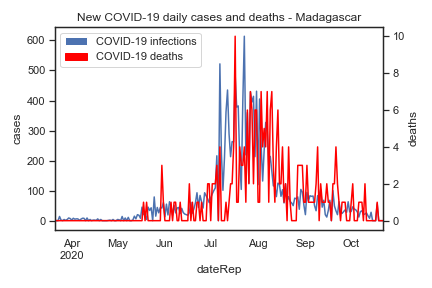 New COVID-19 daily cases and deaths - Madagascar
COVID-19 infections
COVID-19 deaths
600
500
400
300
200
100
0
cases
10
8
6
4
2
0
deaths
Apr May Jun Jul Aug Sep Oct
2020
dateRep